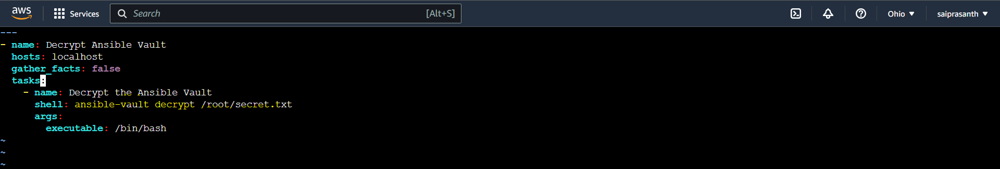 aws Services Search [Alt+S] Ohio ▼ saiprasanth ▼
---
- name: Decrypt Ansible Vault
  hosts: localhost
  gather_facts: false
  tasks:
    - name: Decrypt the Ansible Vault
      shell: ansible-vault decrypt /root/secret.txt
      args:
        executable: /bin/bash
~
~
~